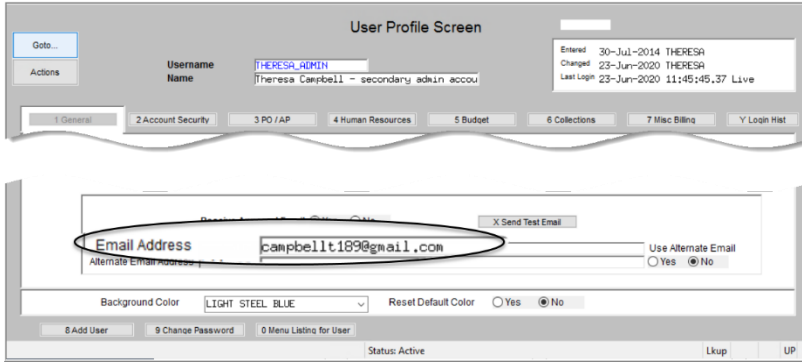 User Profile Screen
Goto...
Actions
Username THERESA_ADMIN
Name Theresa Campbell - secondary admin accou
Entered 30-Jul-2014 THERESA
Changed 23-Jun-2020 THERESA
Last Login 23-Jun-2020 11:45:45.37 Live
1 General 2 Account Security 3 PO / AP 4 Human Resources 5 Budget 6 Collections 7 Misc Billing Y Login Hist
X Send Test Email
Email Address campbellt189@gmail.com
Use Alternate Email
Alternate Email Address Yes No
Background Color LIGHT STEEL BLUE Reset Default Color Yes No
8 Add User 9 Change Password 0 Menu Listing for User
Status: Active Lkup UP